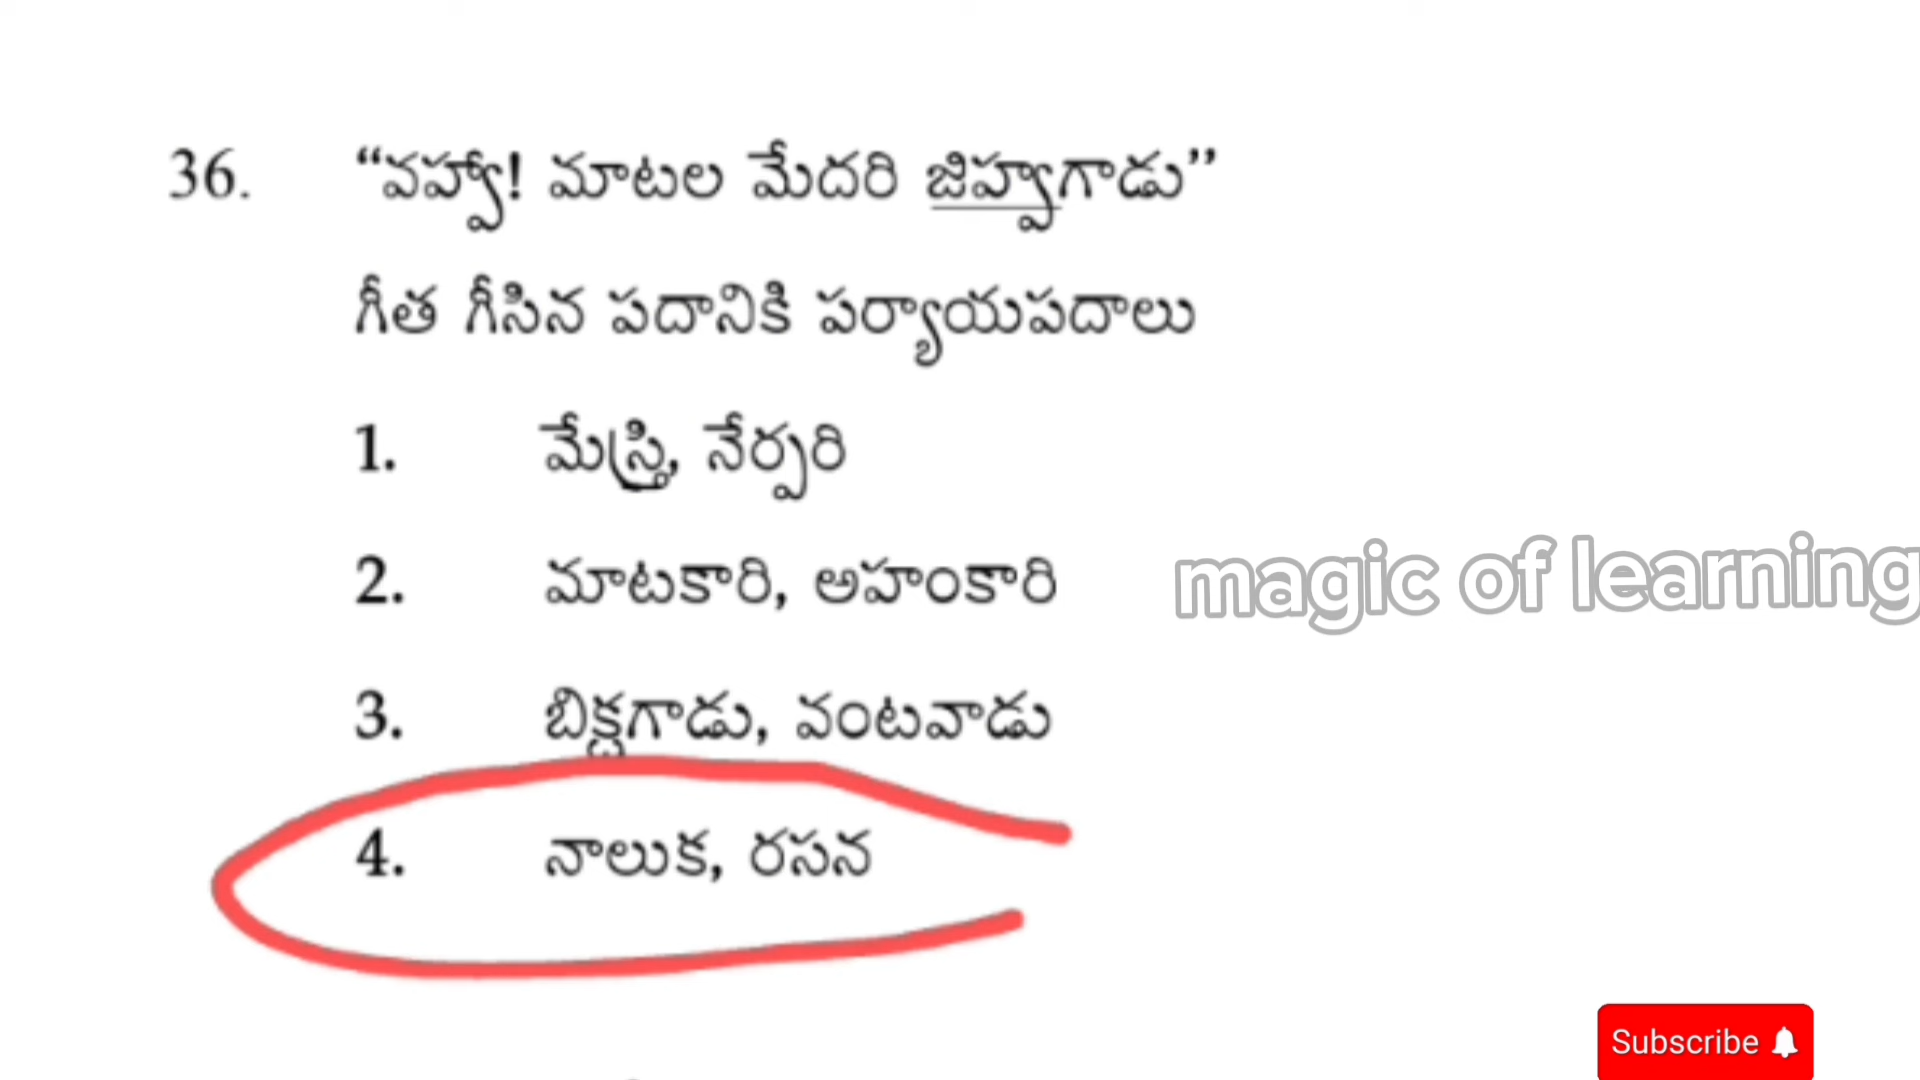 36. “వహ్వా! మాటల మేదరి జిహ్వగాడు”
గీత గీసిన పదానికి పర్యాయపదాలు
1. మేస్త్రి, నేర్పరి
2. మాటకారి, అహంకారి
3. బిక్షగాడు, వంటవాడు
4. నాలుక, రసన
magic of learning
Subscribe